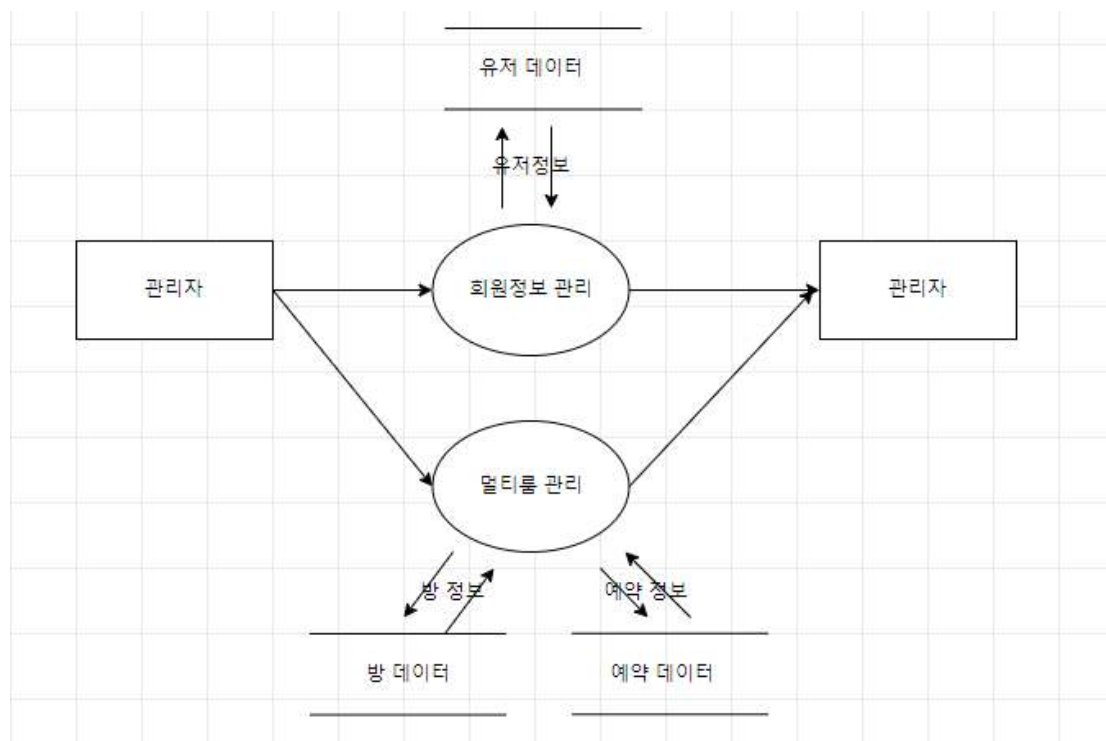 유저 데이터
유저정보
관리자
회원정보 관리
관리자
멀티룸 관리
방 정보
예약 정보
방 데이터
예약 데이터